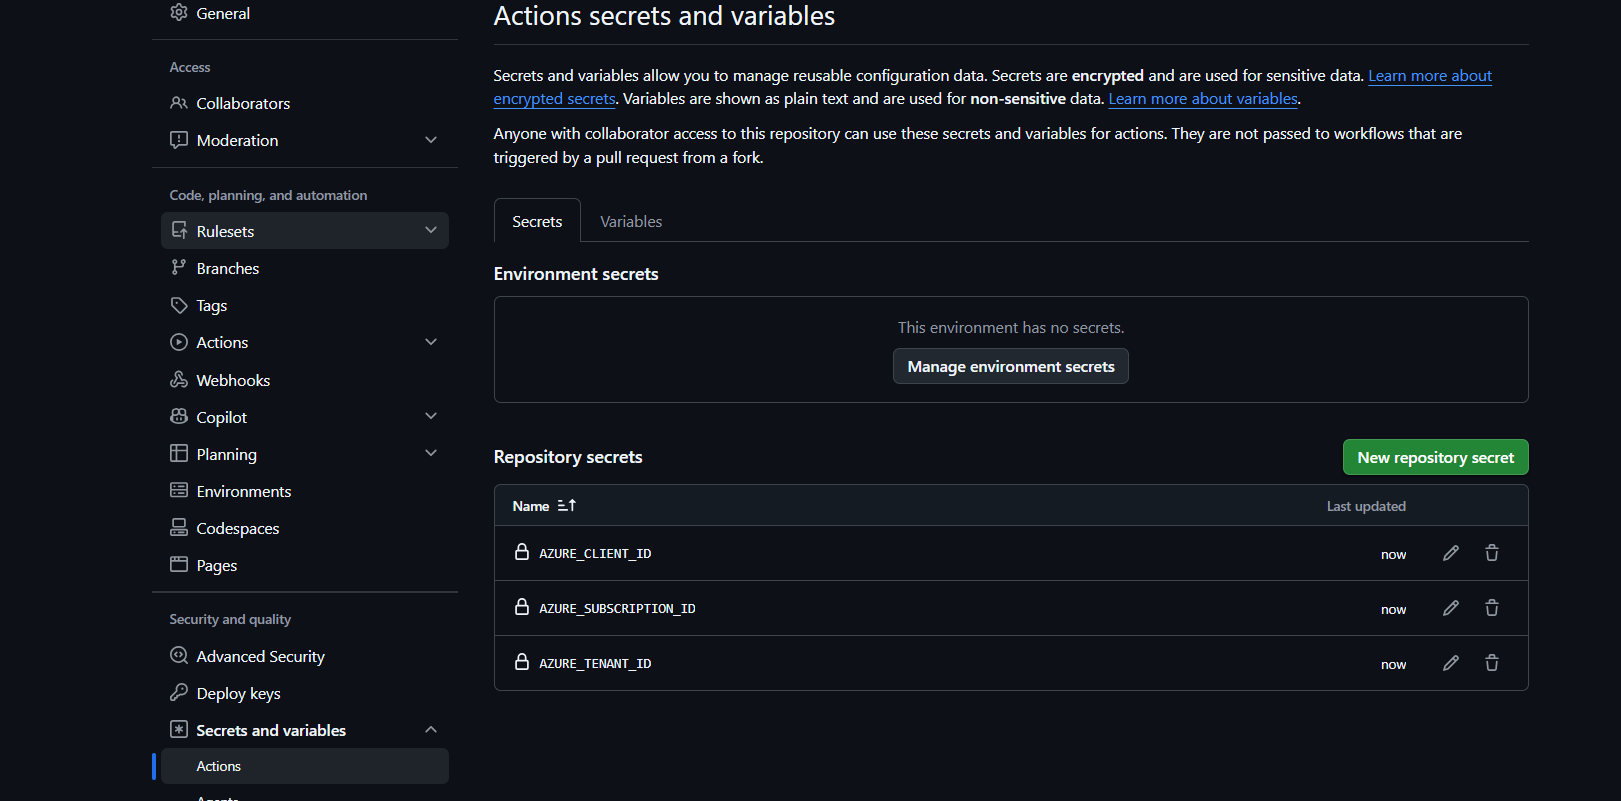 General
Access
Collaborators
Moderation
Code, planning, and automation
Rulesets
Branches
Tags
Actions
Webhooks
Copilot
Planning
Environments
Codespaces
Pages
Security and quality
Advanced Security
Deploy keys
Secrets and variables
Actions
Actions secrets and variables
Secrets and variables allow you to manage reusable configuration data. Secrets are encrypted and are used for sensitive data. Learn more about
encrypted secrets. Variables are shown as plain text and are used for non-sensitive data. Learn more about variables.
Anyone with collaborator access to this repository can use these secrets and variables for actions. They are not passed to workflows that are
triggered by a pull request from a fork.
Secrets Variables
Environment secrets
This environment has no secrets.
Manage environment secrets
Repository secrets
New repository secret
Name Last updated
AZURE_CLIENT_ID now
AZURE_SUBSCRIPTION_ID now
AZURE_TENANT_ID now